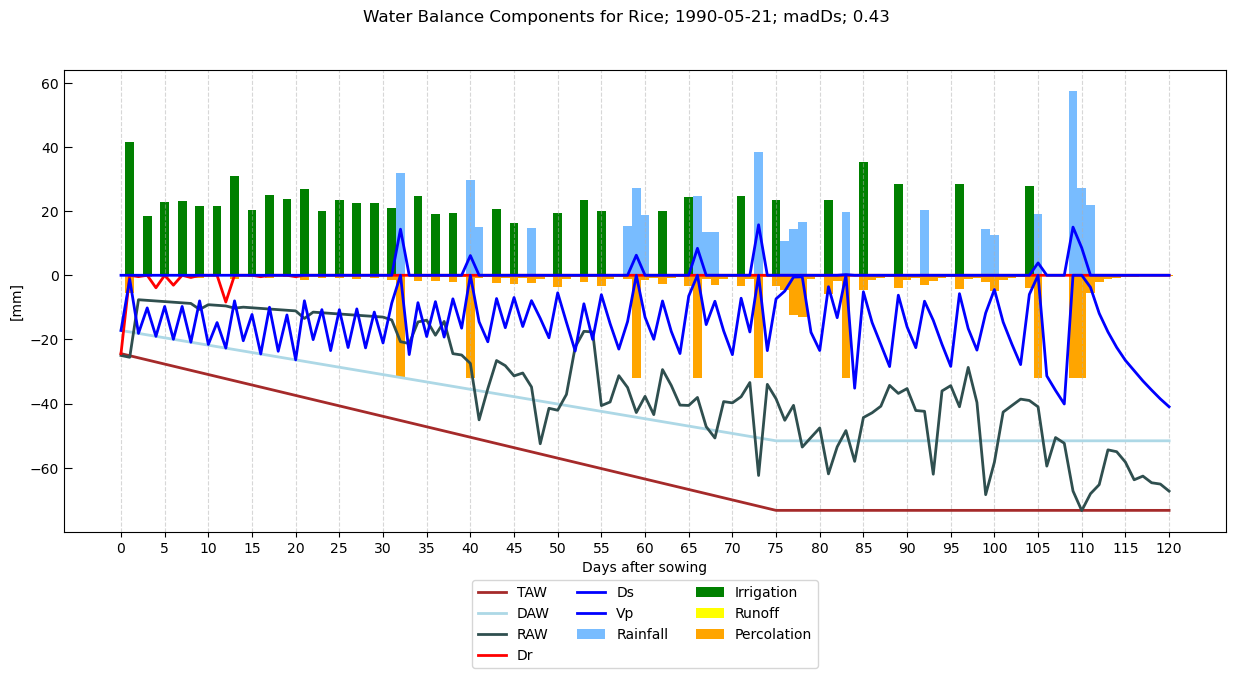 Water Balance Components for Rice; 1990-05-21; madDs; 0.43
60
40
20
0
−20
−40
−60
[mm]
0 5 10 15 20 25 30 35 40 45 50 55 60 65 70 75 80 85 90 95 100 105 110 115 120
Days after sowing
TAW Ds Irrigation
DAW Vp Runoff
RAW Rainfall Percolation
Dr